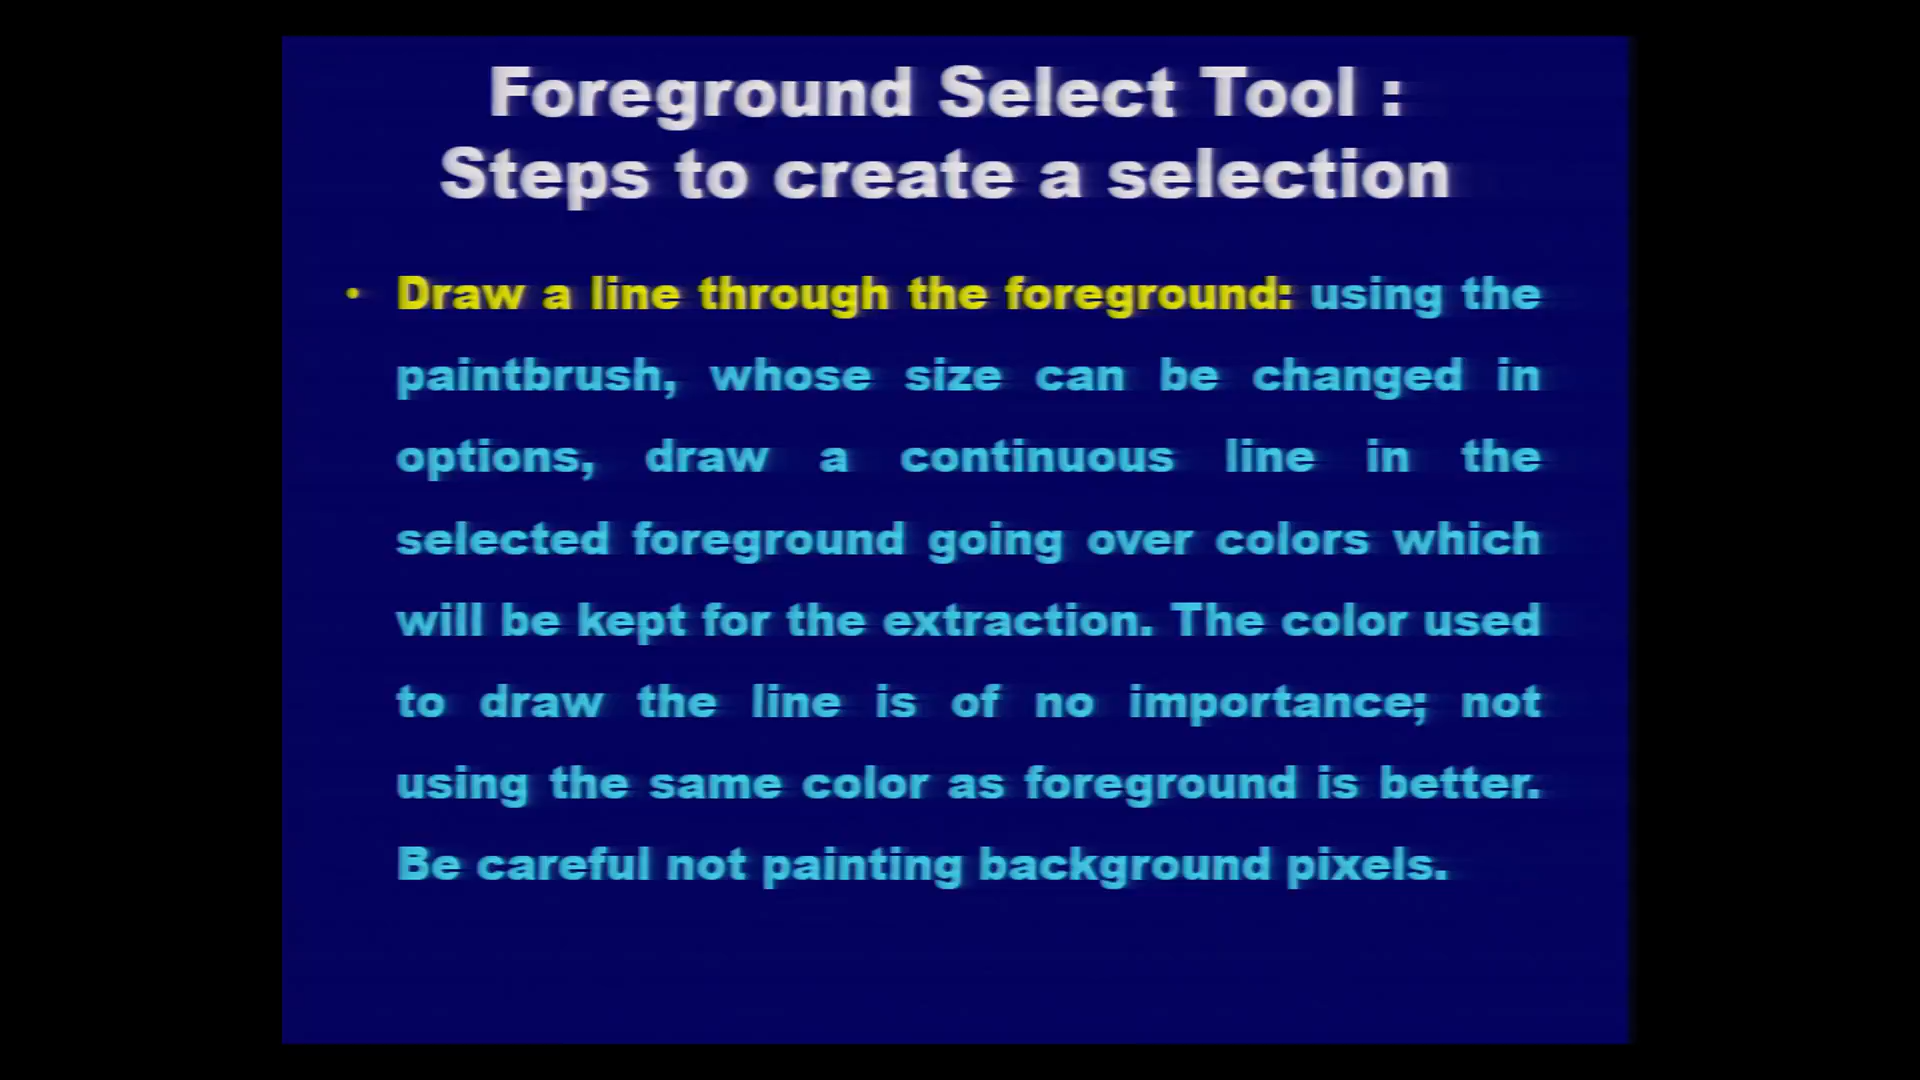 Foreground Select Tool :
Steps to create a selection
• Draw a line through the foreground: using the
paintbrush, whose size can be changed in
options, draw a continuous line in the
selected foreground going over colors which
will be kept for the extraction. The color used
to draw the line is of no importance; not
using the same color as foreground is better.
Be careful not painting background pixels.